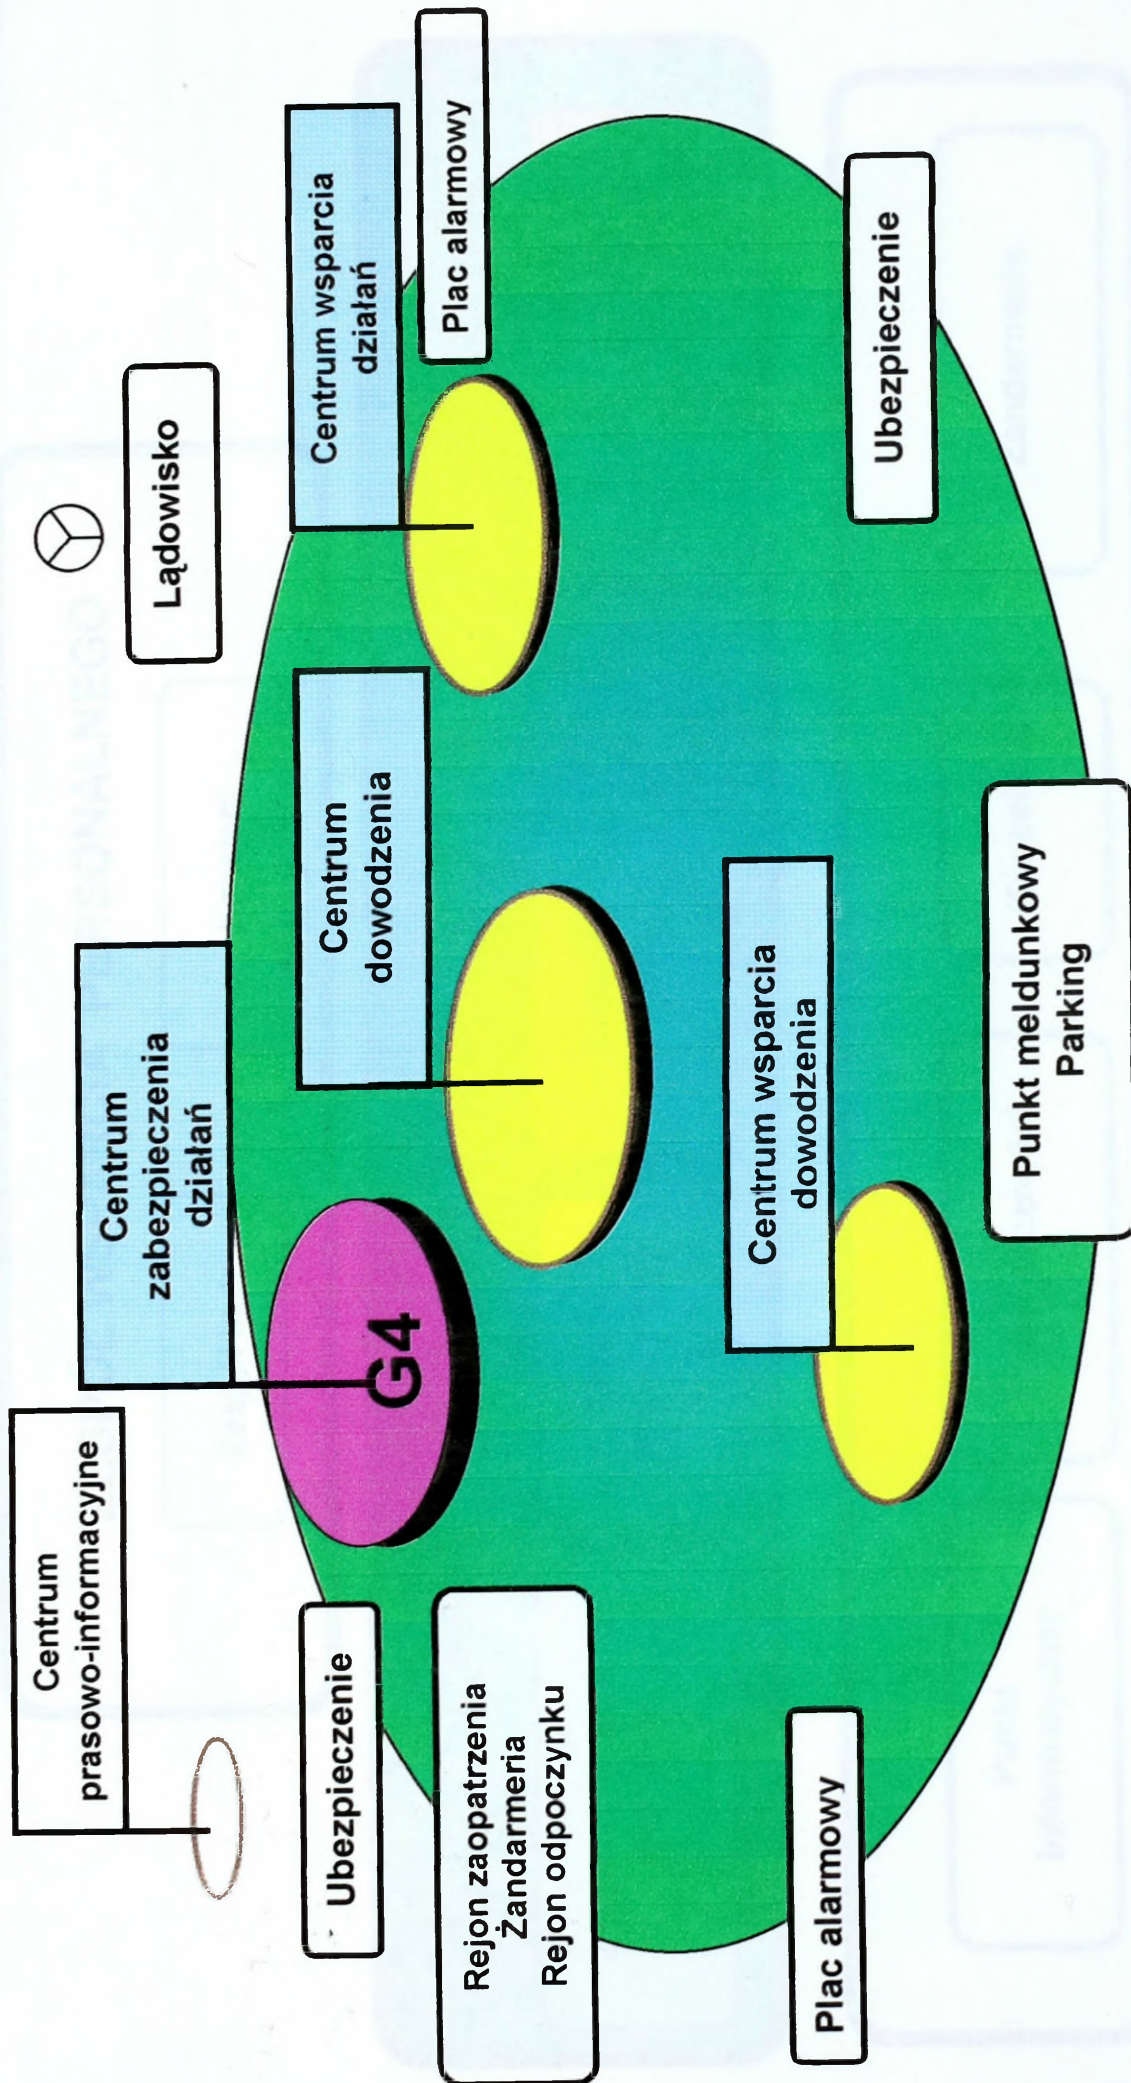 Centrum
prasowo-informacyjne
Centrum
zabezpieczenia
działań
Lądowisko
Centrum wsparcia
działań
Centrum
dowodzenia
Ubezpieczenie
G4
Plac alarmowy
Rejon zaopatrzenia
Żandarmeria
Rejon odpoczynku
Centrum wsparcia
dowodzenia
Ubezpieczenie
Plac alarmowy
Punkt meldunkowy
Parking